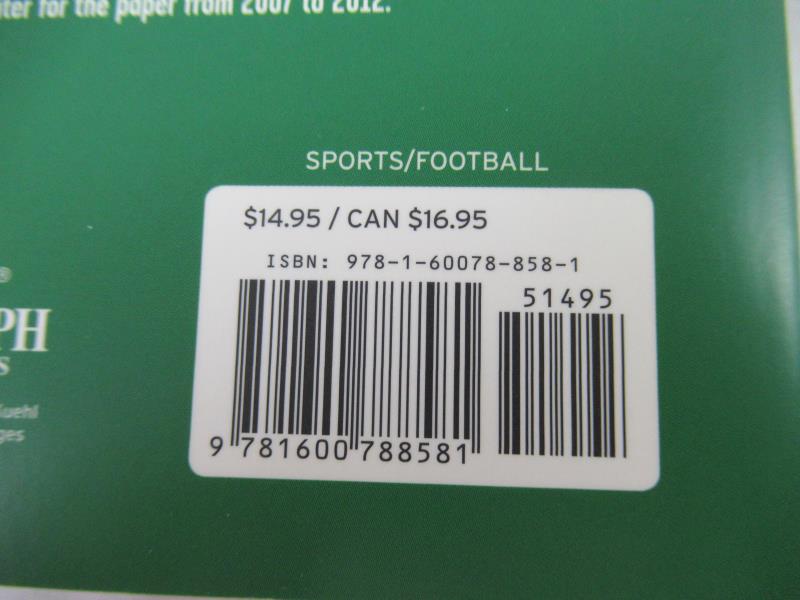 for the paper from 2007 to 2012.
SPORTS/FOOTBALL
$14.95 / CAN $16.95
ISBN: 978-1-60078-858-1
51495
9 781600 788581
®
PH
S